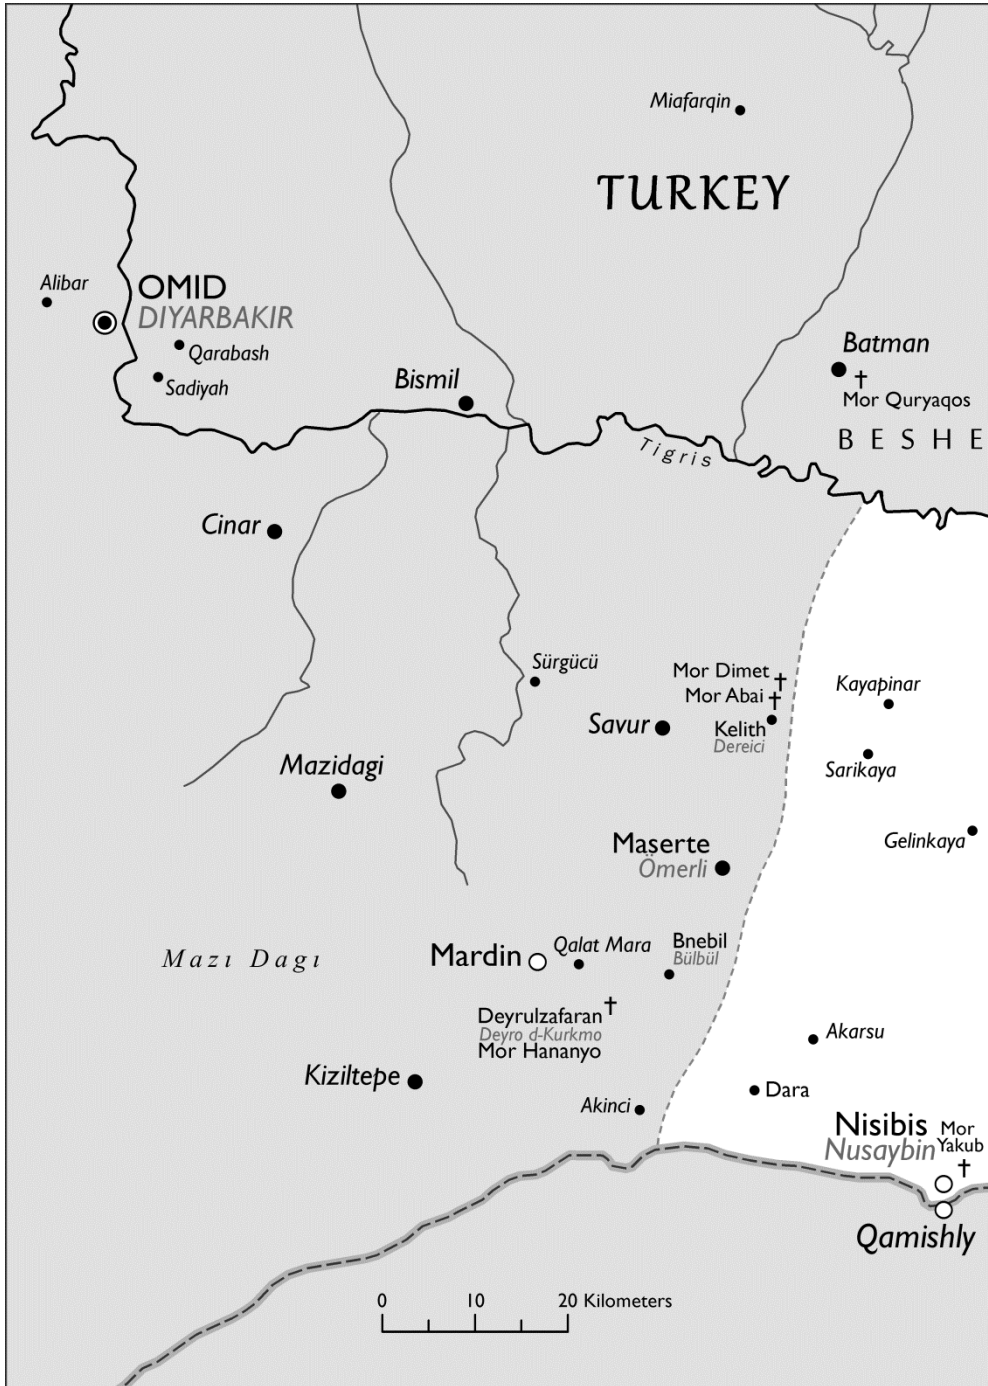 Miafarqin
TURKEY
Alibar
OMID
DIYARBAKIR
Qarabash
Sadiyah
Bismil
Batman
Mor Quryaqos
BESHE
Tigris
Cinar
Sürgücü
Mor Dimet
Mor Abai
Kelith
Dereici
Savur
Kayapinar
Sarikaya
Mazidagi
Gelinkaya
Maserte
Ömerli
Mazı Dagı
Mardin
Qalat Mara
Bnebil
Bülbül
Deyrulzafaran
Deyro d-Kurkmo
Mor Hananyo
Akarsu
Kiziltepe
Akinci
Dara
Nisibis
Nusaybin
Mor
Yakub
Qamishly
0 10 20 Kilometers